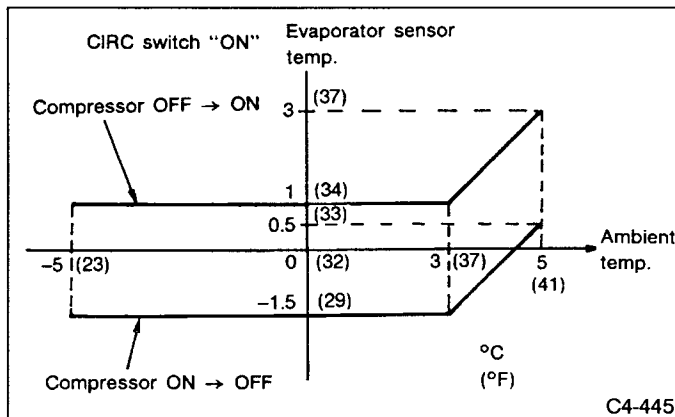 CIRC switch “ON”
Evaporator sensor
temp.
3 (37)
Compressor OFF → ON
1 (34)
0.5 (33)
Ambient
temp.
−5 (23)
0 (32)
3 (37)
5
(41)
−1.5 (29)
Compressor ON → OFF
°C
(°F)
C4-445